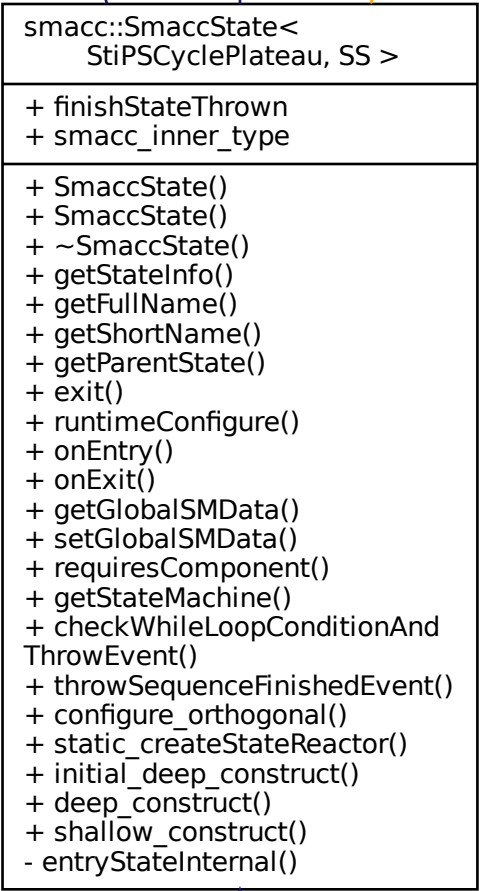 smacc::SmaccState<
StiPSCyclePlateau, SS >
+ finishStateThrown
+ smacc_inner_type
+ SmaccState()
+ SmaccState()
+ ~SmaccState()
+ getStateInfo()
+ getFullName()
+ getShortName()
+ getParentState()
+ exit()
+ runtimeConfigure()
+ onEntry()
+ onExit()
+ getGlobalSMData()
+ setGlobalSMData()
+ requiresComponent()
+ getStateMachine()
+ checkWhileLoopConditionAnd
ThrowEvent()
+ throwSequenceFinishedEvent()
+ configure_orthogonal()
+ static_createStateReactor()
+ initial_deep_construct()
+ deep_construct()
+ shallow_construct()
- entryStateInternal()